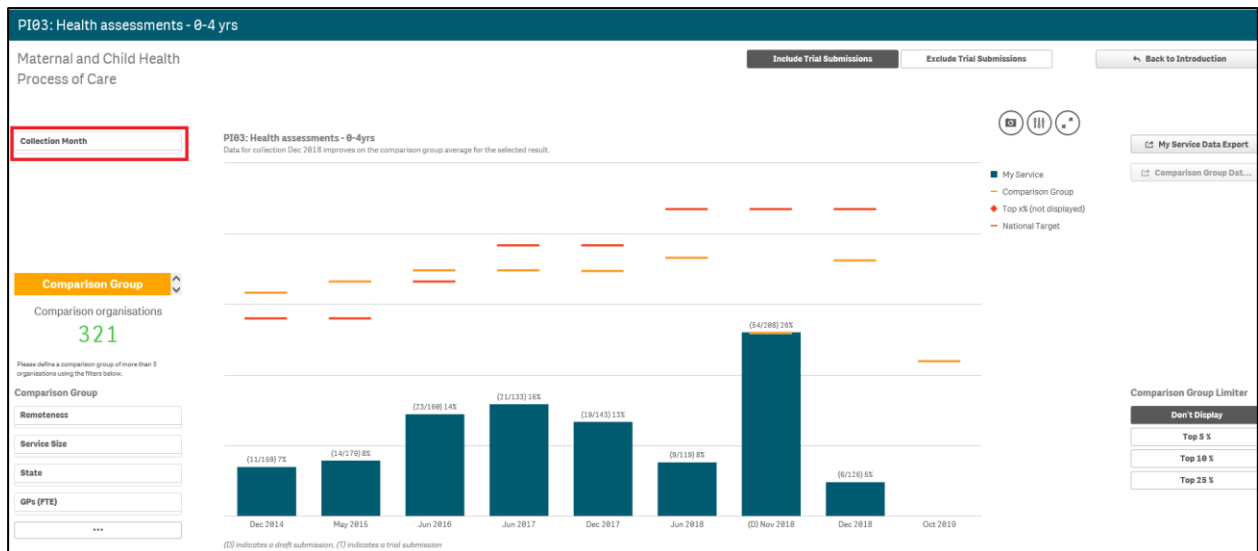 PI03: Health assessments - 0-4 yrs
Maternal and Child Health
Process of Care
Include Trial Submissions
Exclude Trial Submissions
Back to Introduction
Collection Month
PI03: Health assessments - 0-4yrs
Data for collection Dec 2018 improves on the comparison group average for the selected result.
My Service Data Export
Comparison Group Dat...
My Service
Comparison Group
Top x% (not displayed)
National Target
Comparison Group
Comparison organisations
321
Please define a comparison group of more than 5
organisations using the filters below.
Comparison Group
Remoteness
Service Size
State
GPs (FTE)
...
(11/159) 7%
(14/179) 8%
(23/160) 14%
(21/133) 16%
(19/143) 13%
(9/119) 8%
(54/208) 26%
(6/126) 5%
Dec 2014
May 2015
Jun 2016
Jun 2017
Dec 2017
Jun 2018
(D) Nov 2018
Dec 2018
Oct 2019
(D) indicates a draft submission, (T) indicates a trial submission
Comparison Group Limiter
Don't Display
Top 5 %
Top 10 %
Top 25 %